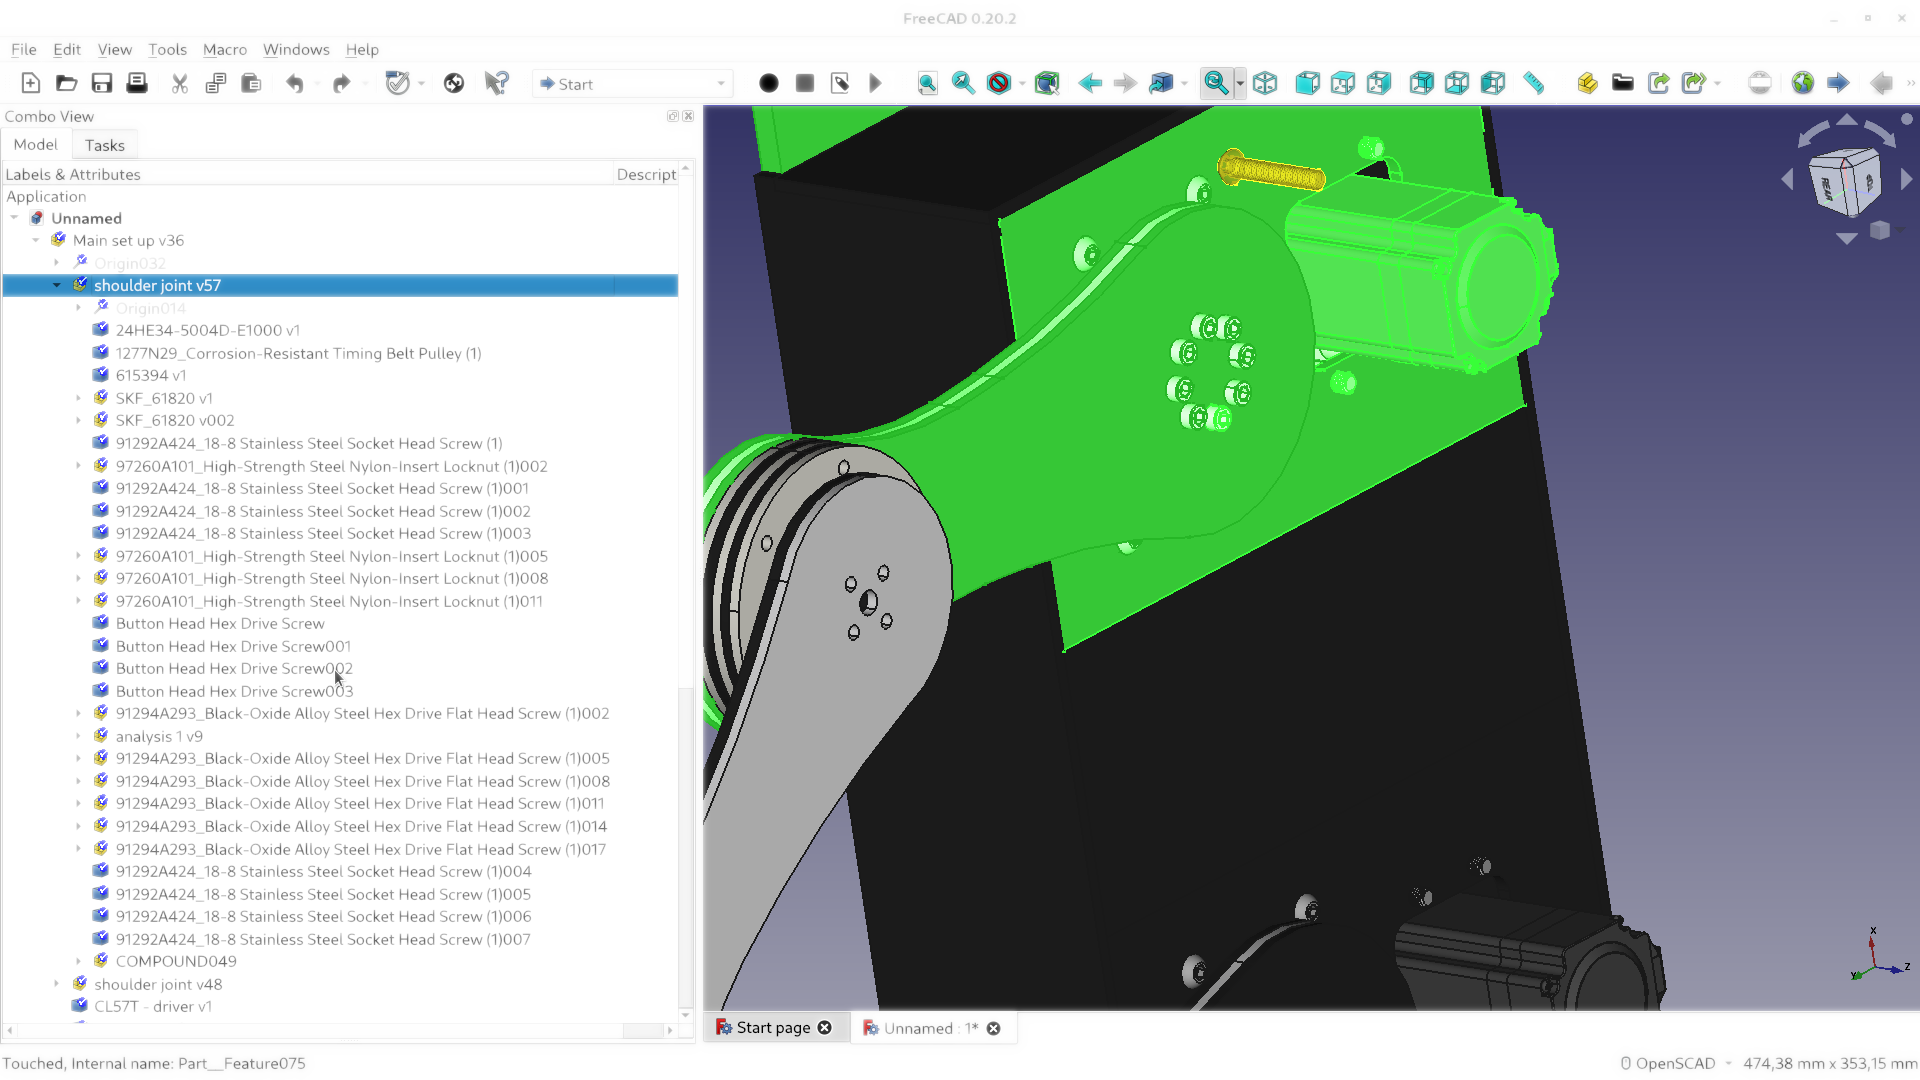 FreeCAD 0.20.2
File Edit View Tools Macro Windows Help
Start
Combo View
Model Tasks
Labels & Attributes Descript
Application
Unnamed
Main set up v36
Origin032
shoulder joint v57
Origin014
24HE34-5004D-E1000 v1
1277N29_Corrosion-Resistant Timing Belt Pulley (1)
615394 v1
SKF_61820 v1
SKF_61820 v002
91292A424_18-8 Stainless Steel Socket Head Screw (1)
97260A101_High-Strength Steel Nylon-Insert Locknut (1)002
91292A424_18-8 Stainless Steel Socket Head Screw (1)001
91292A424_18-8 Stainless Steel Socket Head Screw (1)002
91292A424_18-8 Stainless Steel Socket Head Screw (1)003
97260A101_High-Strength Steel Nylon-Insert Locknut (1)005
97260A101_High-Strength Steel Nylon-Insert Locknut (1)008
97260A101_High-Strength Steel Nylon-Insert Locknut (1)011
Button Head Hex Drive Screw
Button Head Hex Drive Screw001
Button Head Hex Drive Screw002
Button Head Hex Drive Screw003
91294A293_Black-Oxide Alloy Steel Hex Drive Flat Head Screw (1)002
analysis 1 v9
91294A293_Black-Oxide Alloy Steel Hex Drive Flat Head Screw (1)005
91294A293_Black-Oxide Alloy Steel Hex Drive Flat Head Screw (1)008
91294A293_Black-Oxide Alloy Steel Hex Drive Flat Head Screw (1)011
91294A293_Black-Oxide Alloy Steel Hex Drive Flat Head Screw (1)014
91294A293_Black-Oxide Alloy Steel Hex Drive Flat Head Screw (1)017
91292A424_18-8 Stainless Steel Socket Head Screw (1)004
91292A424_18-8 Stainless Steel Socket Head Screw (1)005
91292A424_18-8 Stainless Steel Socket Head Screw (1)006
91292A424_18-8 Stainless Steel Socket Head Screw (1)007
COMPOUND049
shoulder joint v48
CL57T - driver v1
REAR
X
Y
Z
Start page
Unnamed : 1*
Touched, Internal name: Part__Feature075
OpenSCAD
474,38 mm x 353,15 mm